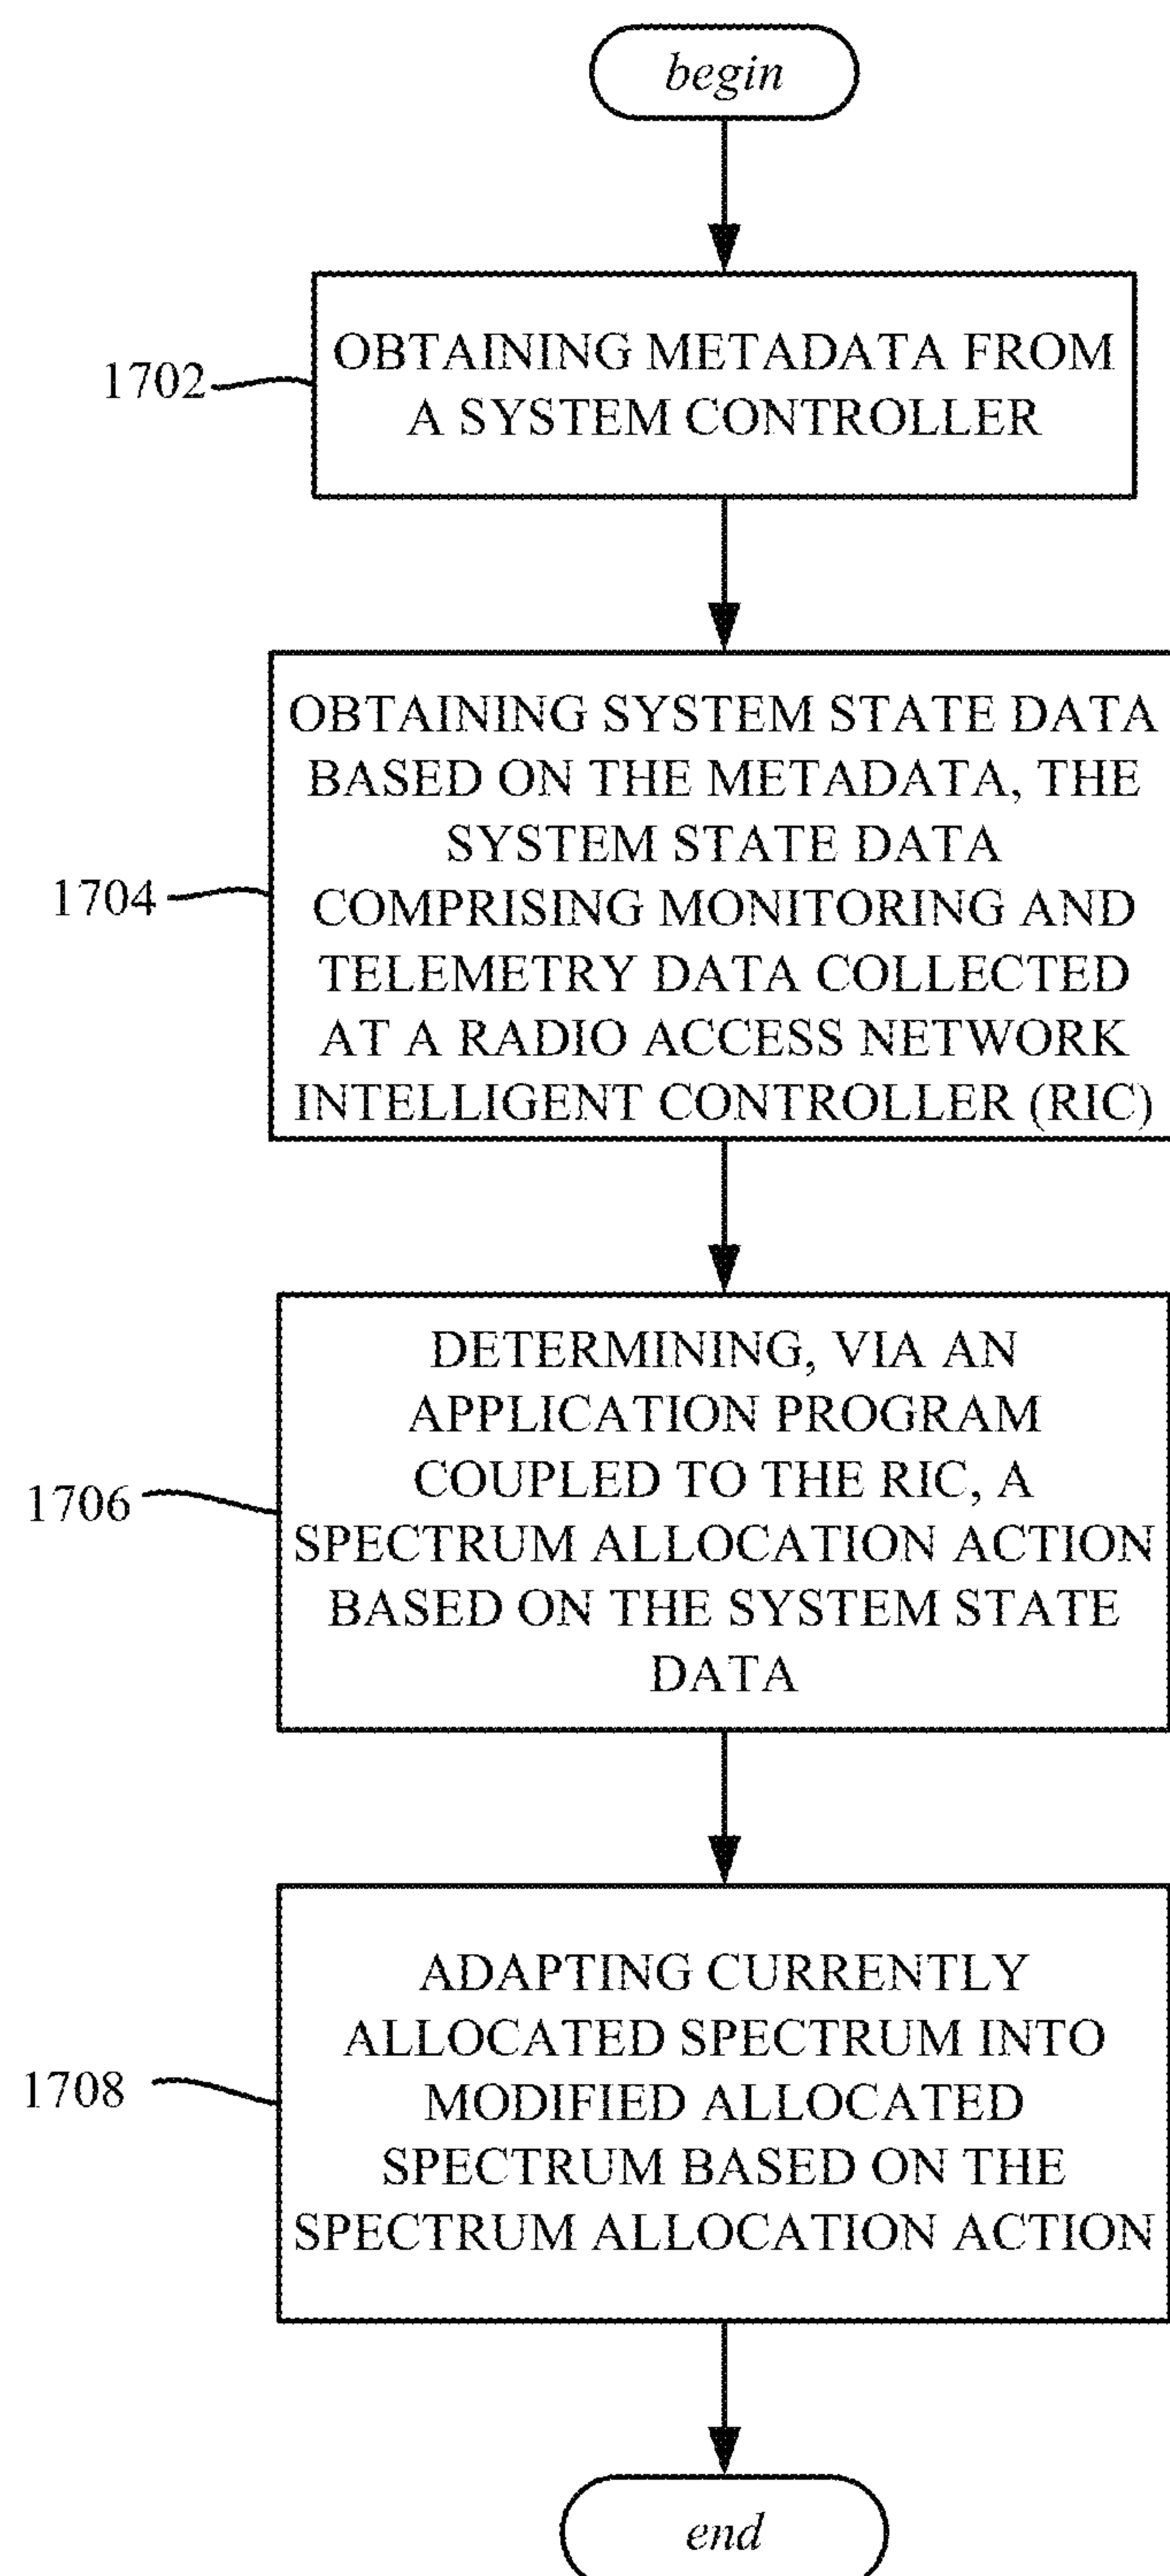 begin
1702
OBTAINING METADATA FROM
A SYSTEM CONTROLLER
1704
OBTAINING SYSTEM STATE DATA
BASED ON THE METADATA, THE
SYSTEM STATE DATA
COMPRISING MONITORING AND
TELEMETRY DATA COLLECTED
AT A RADIO ACCESS NETWORK
INTELLIGENT CONTROLLER (RIC)
1706
DETERMINING, VIA AN
APPLICATION PROGRAM
COUPLED TO THE RIC, A
SPECTRUM ALLOCATION ACTION
BASED ON THE SYSTEM STATE
DATA
1708
ADAPTING CURRENTLY
ALLOCATED SPECTRUM INTO
MODIFIED ALLOCATED
SPECTRUM BASED ON THE
SPECTRUM ALLOCATION ACTION
end